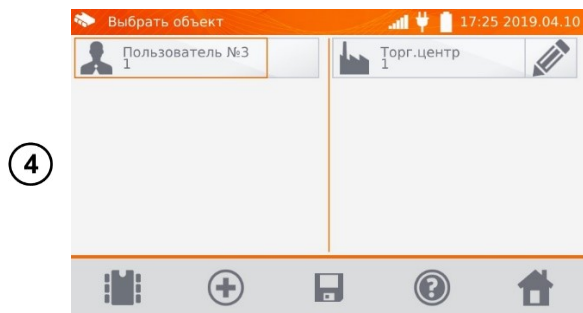 Выбрать объект
17:25 2019.04.10
Пользователь №3
1
Торг.центр
1
4